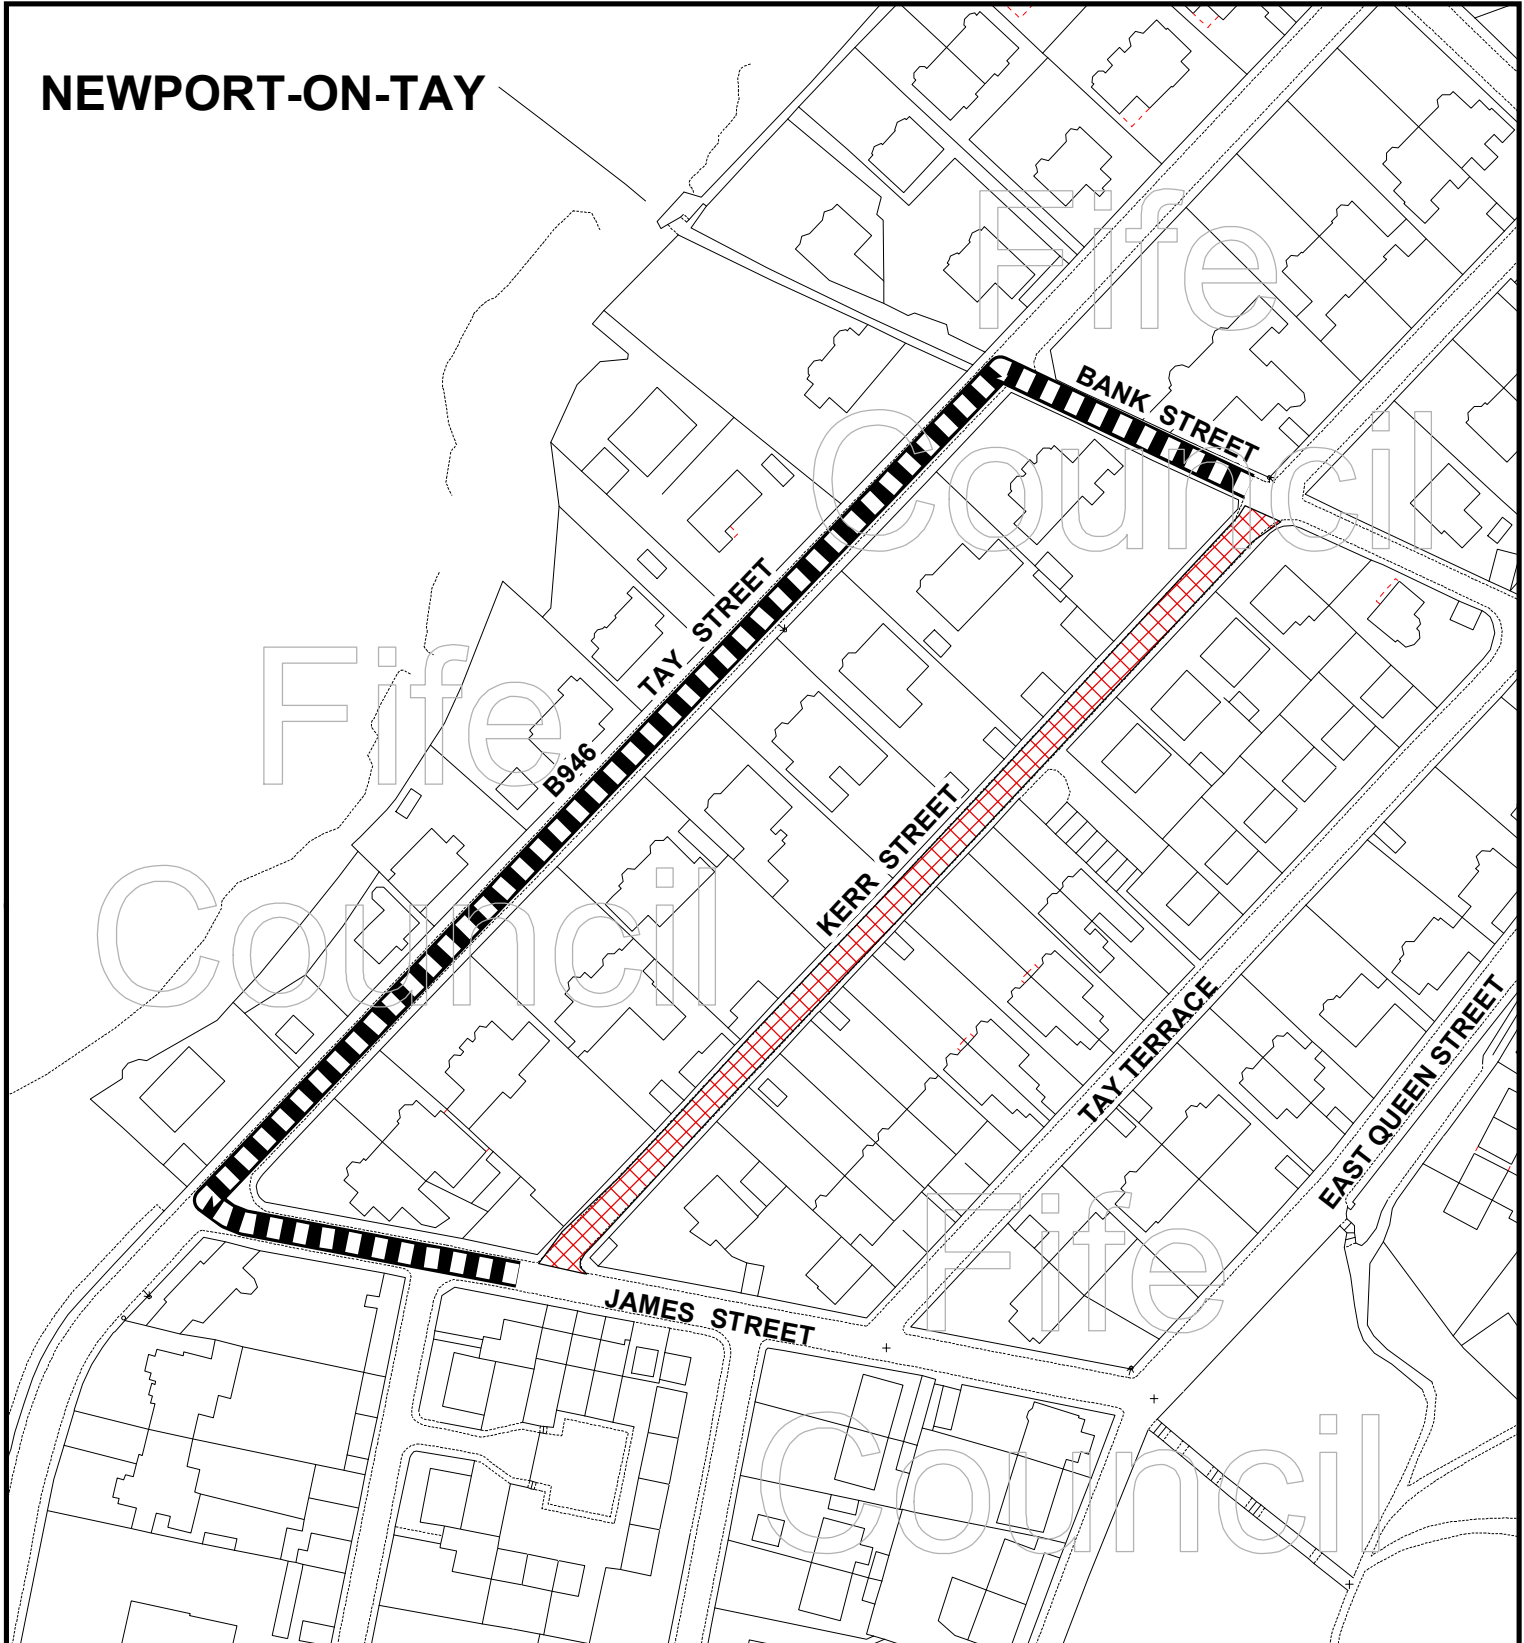 NEWPORT-ON-TAY
Fife
Council
BANK STREET
TAY STREET
B946
Fife
Council
KERR STREET
TAY TERRACE
EAST QUEEN STREET
JAMES STREET
Fife
Council